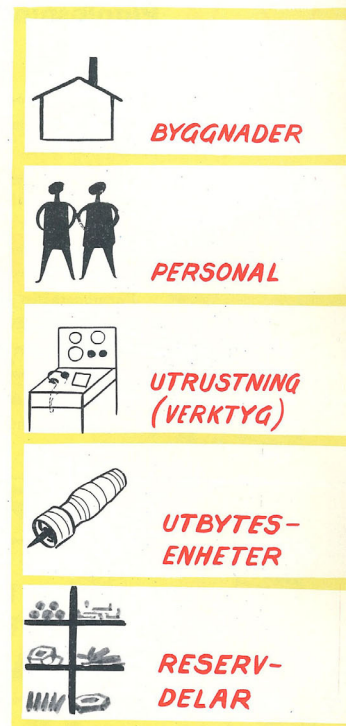 BYGGNADER
PERSONAL
UTRUSTNING
(VERKTYG)
UTBYTES-
ENHETER
RESERV-
DELAR